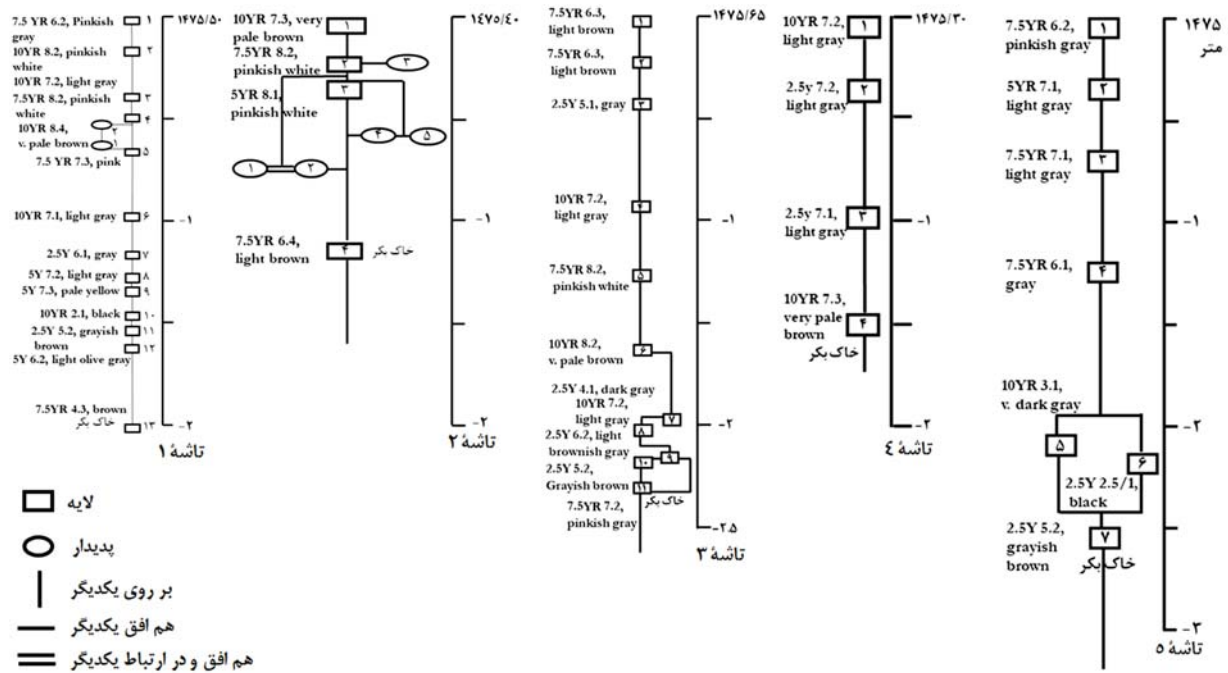 7.5YR 6.2, Pinkish
gray
10YR 8.2, pinkish
white
10YR 7.2, light gray
7.5YR 8.2, pinkish
white
10YR 8.4,
v. pale brown
7.5 YR 7.3, pink
10YR 7.1, light gray
2.5Y 6.1, gray
5Y 7.2, light gray
5Y 7.3, pale yellow
10YR 2.1, black
2.5Y 5.2, grayish
brown
5Y 6.2, light olive gray
7.5YR 4.3, brown
خاک بکر
۱
۲
۳
۴
۲
۱
۵
۶
۷
۸
۹
۱۰
۱۱
۱۲
۱۳
۱۴۷۵/۵۰
-۱
-۲
تاشهٔ ۱
10YR 7.3, very
pale brown
7.5YR 8.2,
pinkish white
5YR 8.1,
pinkish white
7.5YR 6.4,
light brown
۱
۲
۳
۳
۴
۵
۱
۲
۴
خاک بکر
۱٤۷۵/٤۰
-۱
-۲
تاشهٔ ۲
7.5YR 6.3,
light brown
7.5YR 6.3,
light brown
2.5Y 5.1, gray
10YR 7.2,
light gray
7.5YR 8.2,
pinkish white
10YR 8.2,
v. pale brown
2.5Y 4.1, dark gray
10YR 7.2,
light gray
2.5Y 6.2, light
brownish gray
2.5Y 5.2,
Grayish brown
7.5YR 7.2,
pinkish gray
۱
۲
۳
۴
۵
۶
۷
۸
۹
۱۰
۱۱
خاک بکر
۱۴۷۵/۶۵
-۱
-۲
-۲.۵
تاشهٔ ۳
10YR 7.2,
light gray
2.5y 7.2,
light gray
2.5y 7.1,
light gray
10YR 7.3,
very pale
brown
۱
۲
۳
۴
خاک بکر
۱۴۷۵/۳۰
-۱
-۲
تاشهٔ ٤
7.5YR 6.2,
pinkish gray
5YR 7.1,
light gray
7.5YR 7.1,
light gray
7.5YR 6.1,
gray
10YR 3.1,
v. dark gray
2.5Y 2.5/1,
black
2.5Y 5.2,
grayish
brown
۱
۲
۳
۴
۵
۶
۷
خاک بکر
۱۴۷۵
متر
-۱
-۲
-۳
تاشهٔ ۵
لایه
پدیدار
بر روی یکدیگر
هم افق یکدیگر
هم افق و در ارتباط یکدیگر